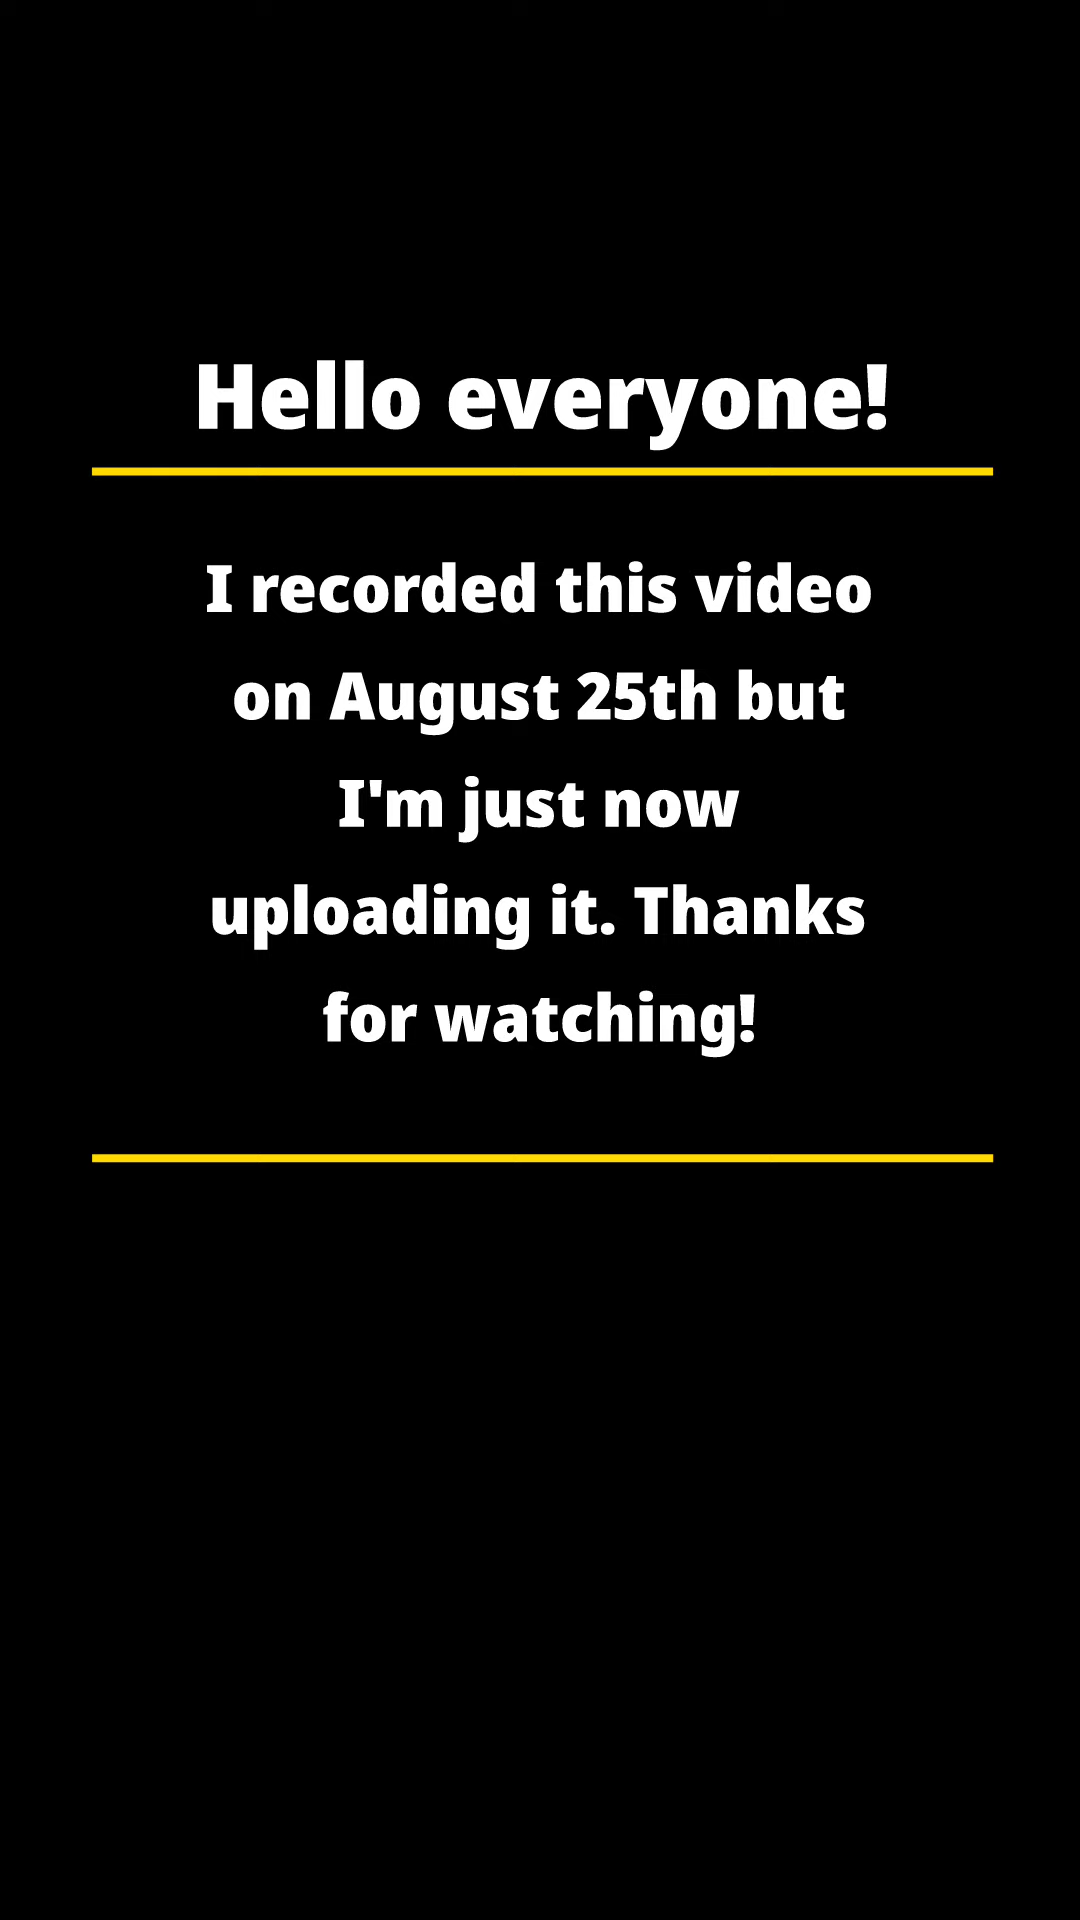 Hello everyone!
I recorded this video
on August 25th but
I'm just now
uploading it. Thanks
for watching!